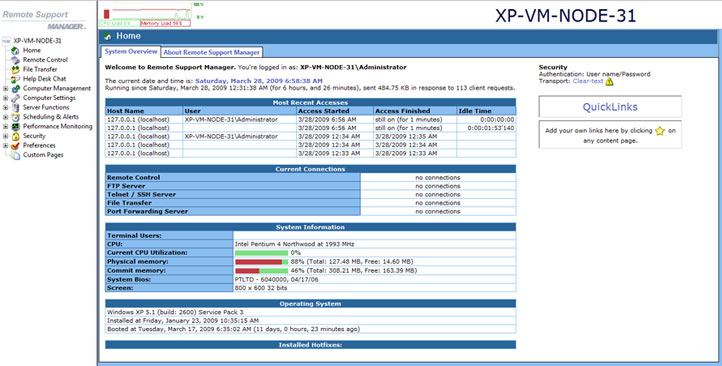 Remote Support
MANAGER.
CPU Load 6%
Memory Load 59%
XP-VM-NODE-31
XP-VM-NODE-31
Home
Remote Control
File Transfer
Help Desk Chat
Computer Management
Computer Settings
Server Functions
Scheduling & Alerts
Performance Monitoring
Security
Preferences
Custom Pages
Home
System Overview
About Remote Support Manager
Welcome to Remote Support Manager. You're logged in as: XP-VM-NODE-31\Administrator
The current date and time is: Saturday, March 28, 2009 6:58:38 AM
Running since Saturday, March 28, 2009 12:31:38 AM (for 6 hours, and 26 minutes), sent 484.75 KB in response to 113 client requests.
Most Recent Accesses
Host Name User Access Started Access Finished Idle Time
127.0.0.1 (localhost) XP-VM-NODE-31\Administrator 3/28/2009 6:56 AM still on (for 1 minutes) 0:00:00:00
127.0.0.1 (localhost) 3/28/2009 6:56 AM still on (for 1 minutes) 0:00:01:53'140
127.0.0.1 (localhost) XP-VM-NODE-31\Administrator 3/28/2009 12:34 AM 3/28/2009 12:35 AM
127.0.0.1 (localhost) 3/28/2009 12:34 AM 3/28/2009 12:34 AM
127.0.0.1 (localhost) 3/28/2009 12:33 AM 3/28/2009 12:33 AM
Current Connections
Remote Control no connections
FTP Server no connections
Telnet / SSH Server no connections
File Transfer no connections
Port Forwarding Server no connections
System Information
Terminal Users:
CPU: Intel Pentium 4 Northwood at 1993 MHz
Current CPU Utilization: 0%
Physical memory: 88% (Total: 127.48 MB, Free: 14.60 MB)
Commit memory: 46% (Total: 308.21 MB, Free: 163.39 MB)
System Bios: PTLTD - 6040000, 04/17/06
Screen: 800 x 600 32 bits
Operating System
Windows XP 5.1 (build: 2600) Service Pack 3
Installed at Friday, January 23, 2009 10:35:15 AM
Booted at Tuesday, March 17, 2009 6:35:02 AM (11 days, 0 hours, 23 minute ago)
Installed Hotfixes:
Security
Authentication: User name/Password
Transport: Clear-text
QuickLinks
Add your own links here by clicking on
any content page.